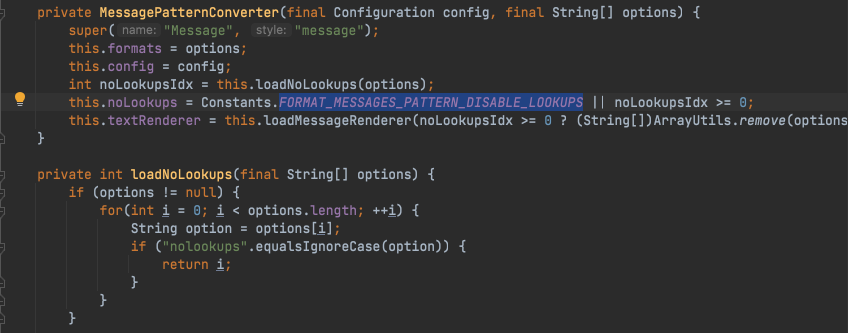 private MessagePatternConverter(final Configuration config, final String[] options) {
super( name: "Message", style: "message");
this.formats = options;
this.config = config;
int noLookupsIdx = this.loadNoLookups(options);
this.noLookups = Constants.FORMAT_MESSAGES_PATTERN_DISABLE_LOOKUPS || noLookupsIdx >= 0;
this.textRenderer = this.loadMessageRenderer(noLookupsIdx >= 0 ? (String[])ArrayUtils.remove(options
}
private int loadNoLookups(final String[] options) {
if (options != null) {
for(int i = 0; i < options.length; ++i) {
String option = options[i];
if ("nolookups".equalsIgnoreCase(option)) {
return i;
}
}
}